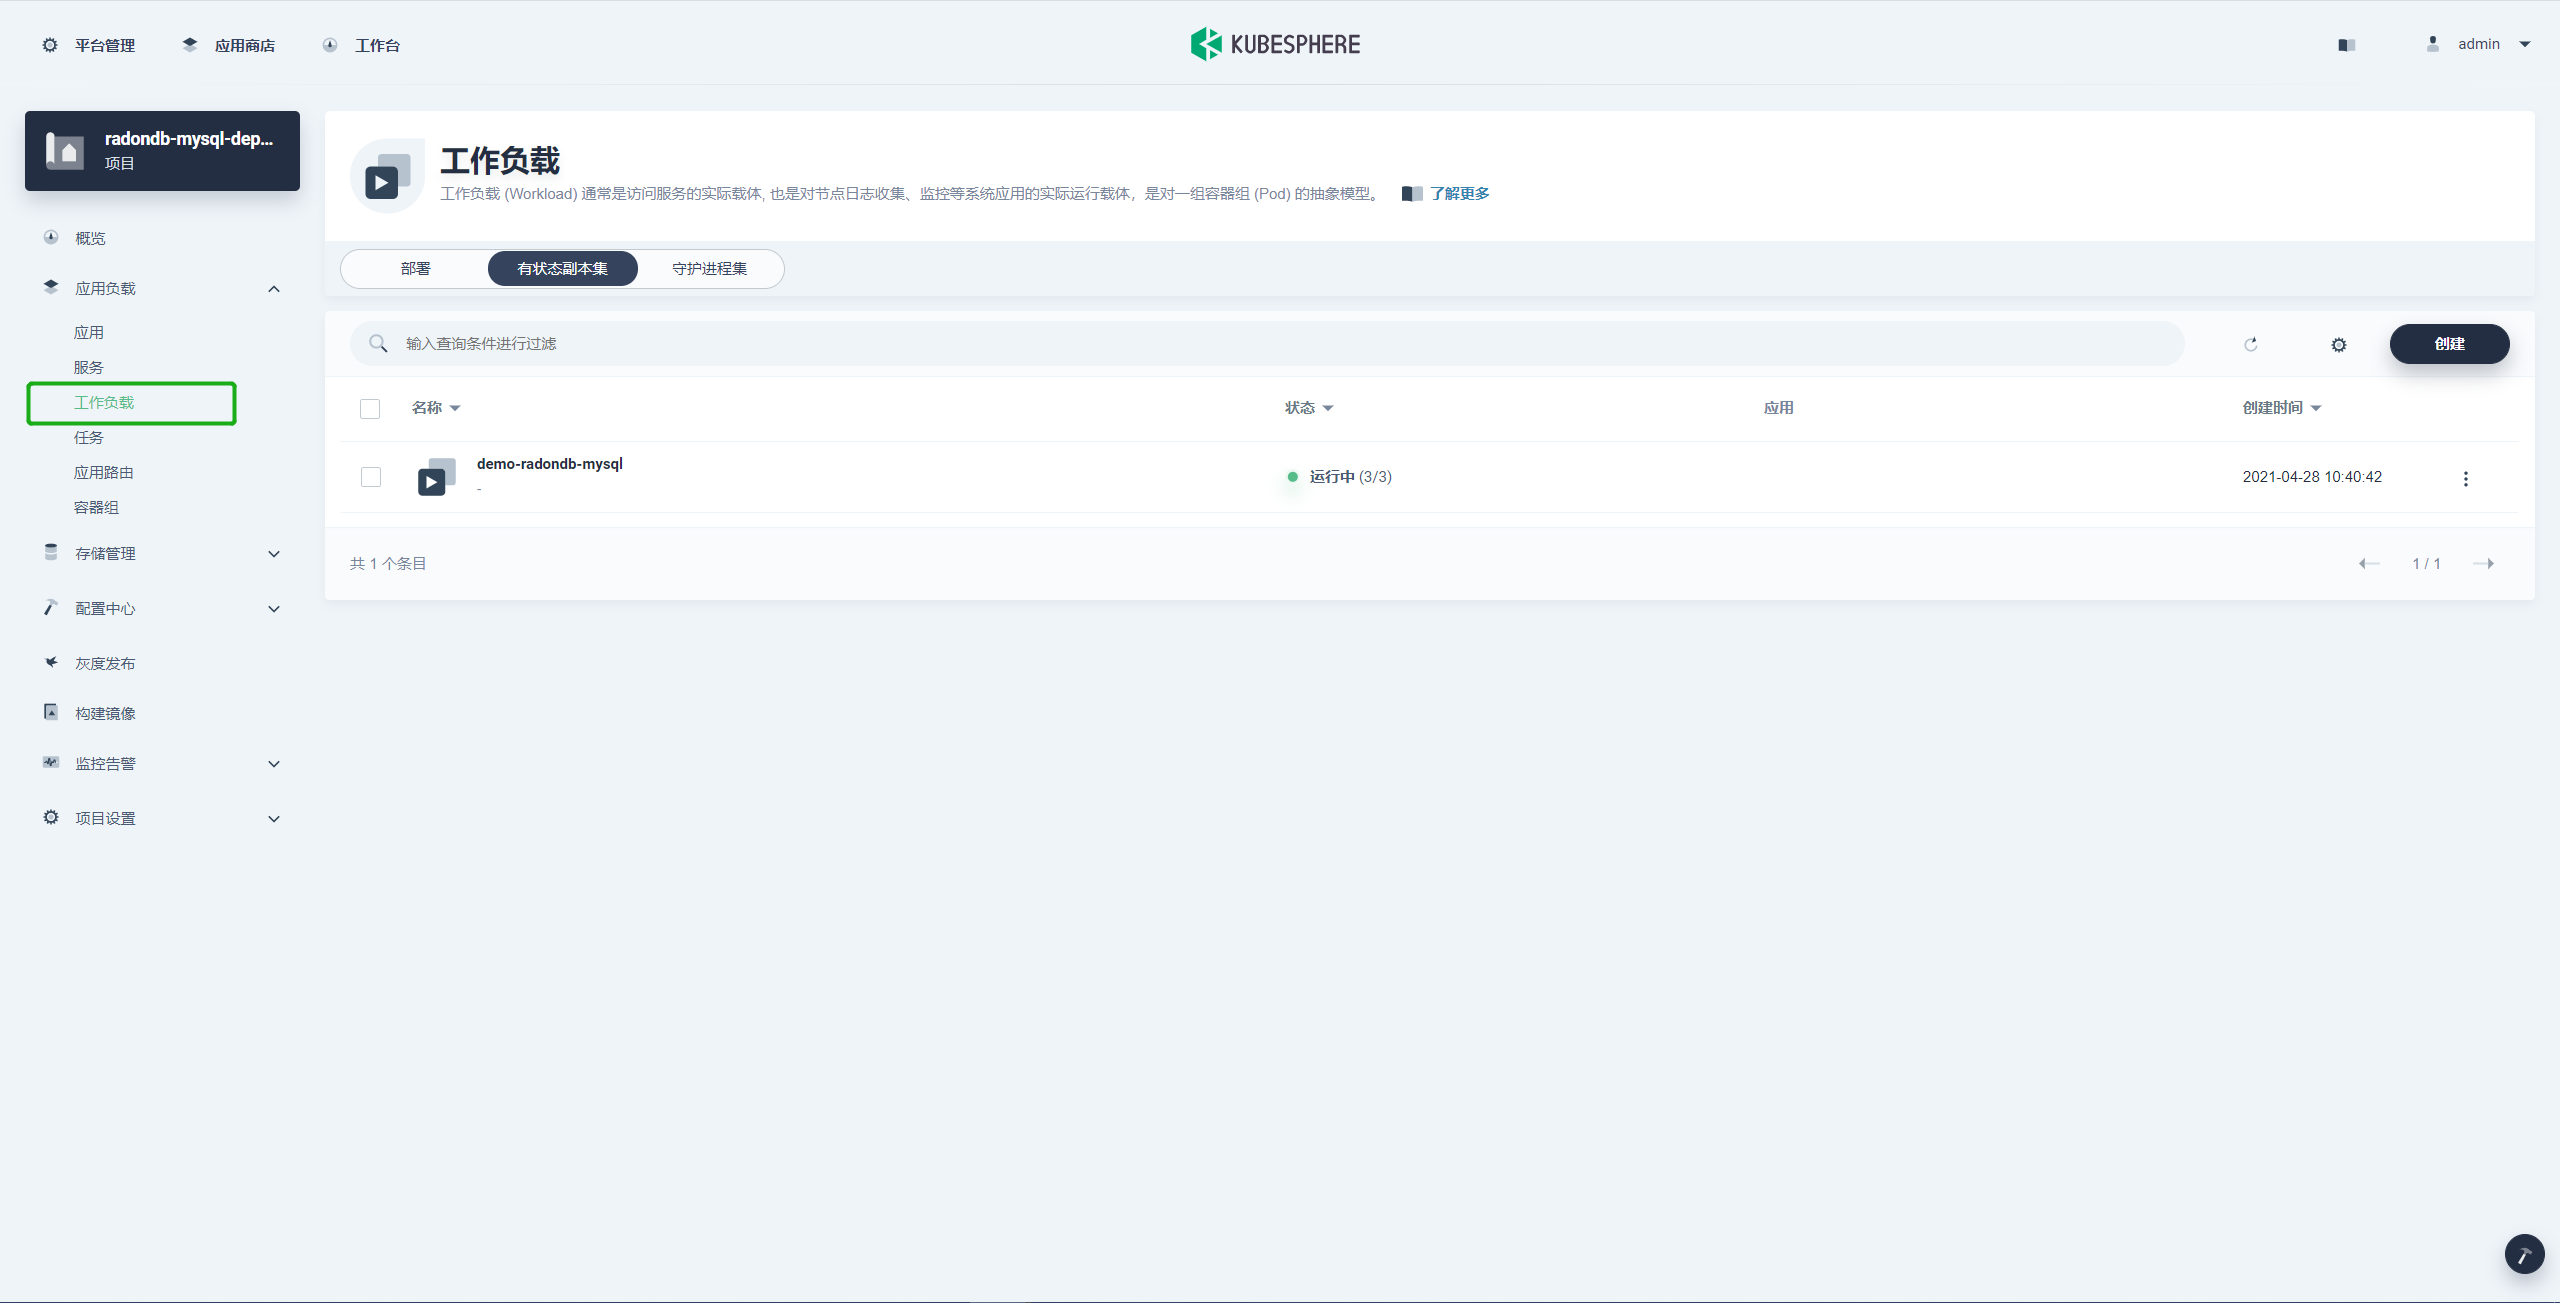 平台管理
应用商店
工作台
KUBESPHERE
admin
radondb-mysql-dep...
项目
概览
应用负载
应用
服务
工作负载
任务
应用路由
容器组
存储管理
配置中心
灰度发布
构建镜像
监控告警
项目设置
工作负载
工作负载 (Workload) 通常是访问服务的实际载体, 也是对节点日志收集、监控等系统应用的实际运行载体，是对一组容器组 (Pod) 的抽象模型。 了解更多
部署 有状态副本集 守护进程集
输入查询条件进行过滤
创建
名称 状态 应用 创建时间
demo-radondb-mysql
-
运行中 (3/3)
2021-04-28 10:40:42
共 1 个条目
1 / 1